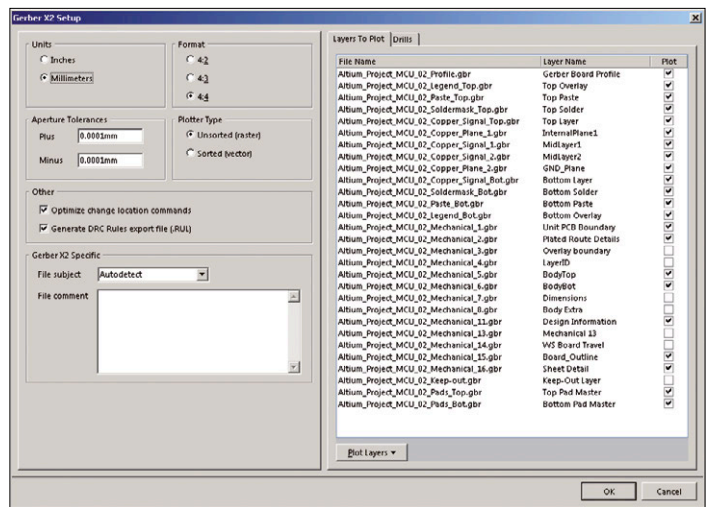 Gerber X2 Setup
Units
Inches
Millimeters
Format
4:2
4:3
4:4
Aperture Tolerances
Plus 0.0001mm
Minus 0.0001mm
Plotter Type
Unsorted (raster)
Sorted (vector)
Other
Optimize change location commands
Generate DRC Rules export file (.RUL)
Gerber X2 Specific
File subject Autodetect
File comment
Layers To Plot Drills
File Name Layer Name Plot
Altium_Project_MCU_02_Profile.gbr Gerber Board Profile
Altium_Project_MCU_02_Legend_Top.gbr Top Overlay
Altium_Project_MCU_02_Paste_Top.gbr Top Paste
Altium_Project_MCU_02_Soldermask_Top.gbr Top Solder
Altium_Project_MCU_02_Copper_Signal_Top.gbr Top Layer
Altium_Project_MCU_02_Copper_Plane_1.gbr InternalPlane1
Altium_Project_MCU_02_Copper_Signal_1.gbr MidLayer1
Altium_Project_MCU_02_Copper_Signal_2.gbr MidLayer2
Altium_Project_MCU_02_Copper_Plane_2.gbr GND_Plane
Altium_Project_MCU_02_Copper_Signal_Bot.gbr Bottom Layer
Altium_Project_MCU_02_Soldermask_Bot.gbr Bottom Solder
Altium_Project_MCU_02_Paste_Bot.gbr Bottom Paste
Altium_Project_MCU_02_Legend_Bot.gbr Bottom Overlay
Altium_Project_MCU_02_Mechanical_1.gbr Unit PCB Boundary
Altium_Project_MCU_02_Mechanical_2.gbr Plated Route Details
Altium_Project_MCU_02_Mechanical_3.gbr Overlay boundary
Altium_Project_MCU_02_Mechanical_4.gbr LayerID
Altium_Project_MCU_02_Mechanical_5.gbr BodyTop
Altium_Project_MCU_02_Mechanical_6.gbr BodyBot
Altium_Project_MCU_02_Mechanical_7.gbr Dimensions
Altium_Project_MCU_02_Mechanical_8.gbr Body Extra
Altium_Project_MCU_02_Mechanical_11.gbr Design Information
Altium_Project_MCU_02_Mechanical_13.gbr Mechanical 13
Altium_Project_MCU_02_Mechanical_14.gbr WS Board Travel
Altium_Project_MCU_02_Mechanical_15.gbr Board_Outline
Altium_Project_MCU_02_Mechanical_16.gbr Sheet Detail
Altium_Project_MCU_02_Keep-out.gbr Keep-Out Layer
Altium_Project_MCU_02_Pads_Top.gbr Top Pad Master
Altium_Project_MCU_02_Pads_Bot.gbr Bottom Pad Master
Plot Layers
OK Cancel